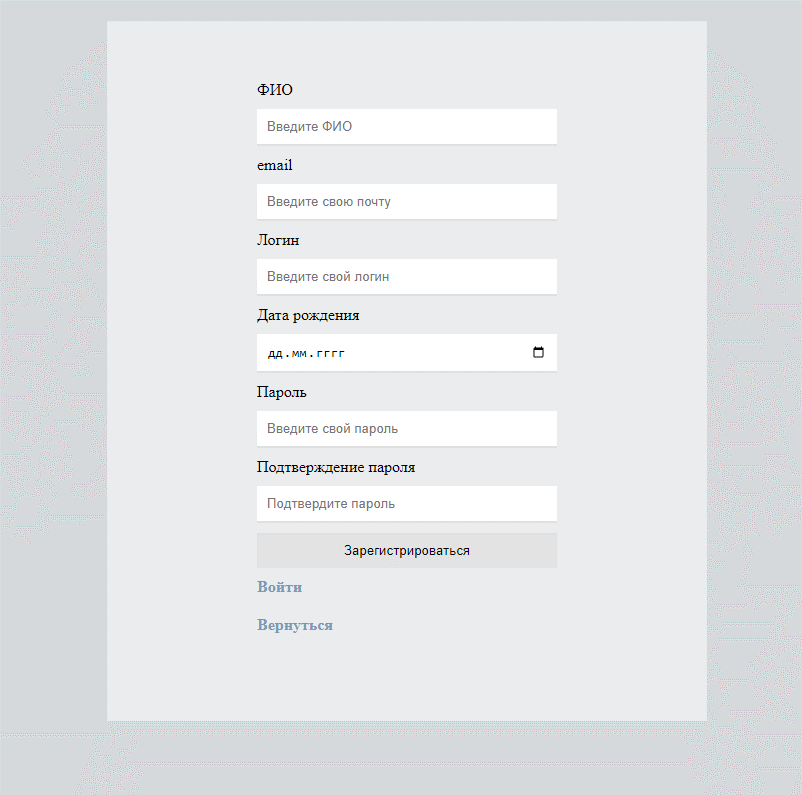 ФИО
Введите ФИО
email
Введите свою почту
Логин
Введите свой логин
Дата рождения
дд.мм.гггг
Пароль
Введите свой пароль
Подтверждение пароля
Подтвердите пароль
Зарегистрироваться
Войти
Вернуться